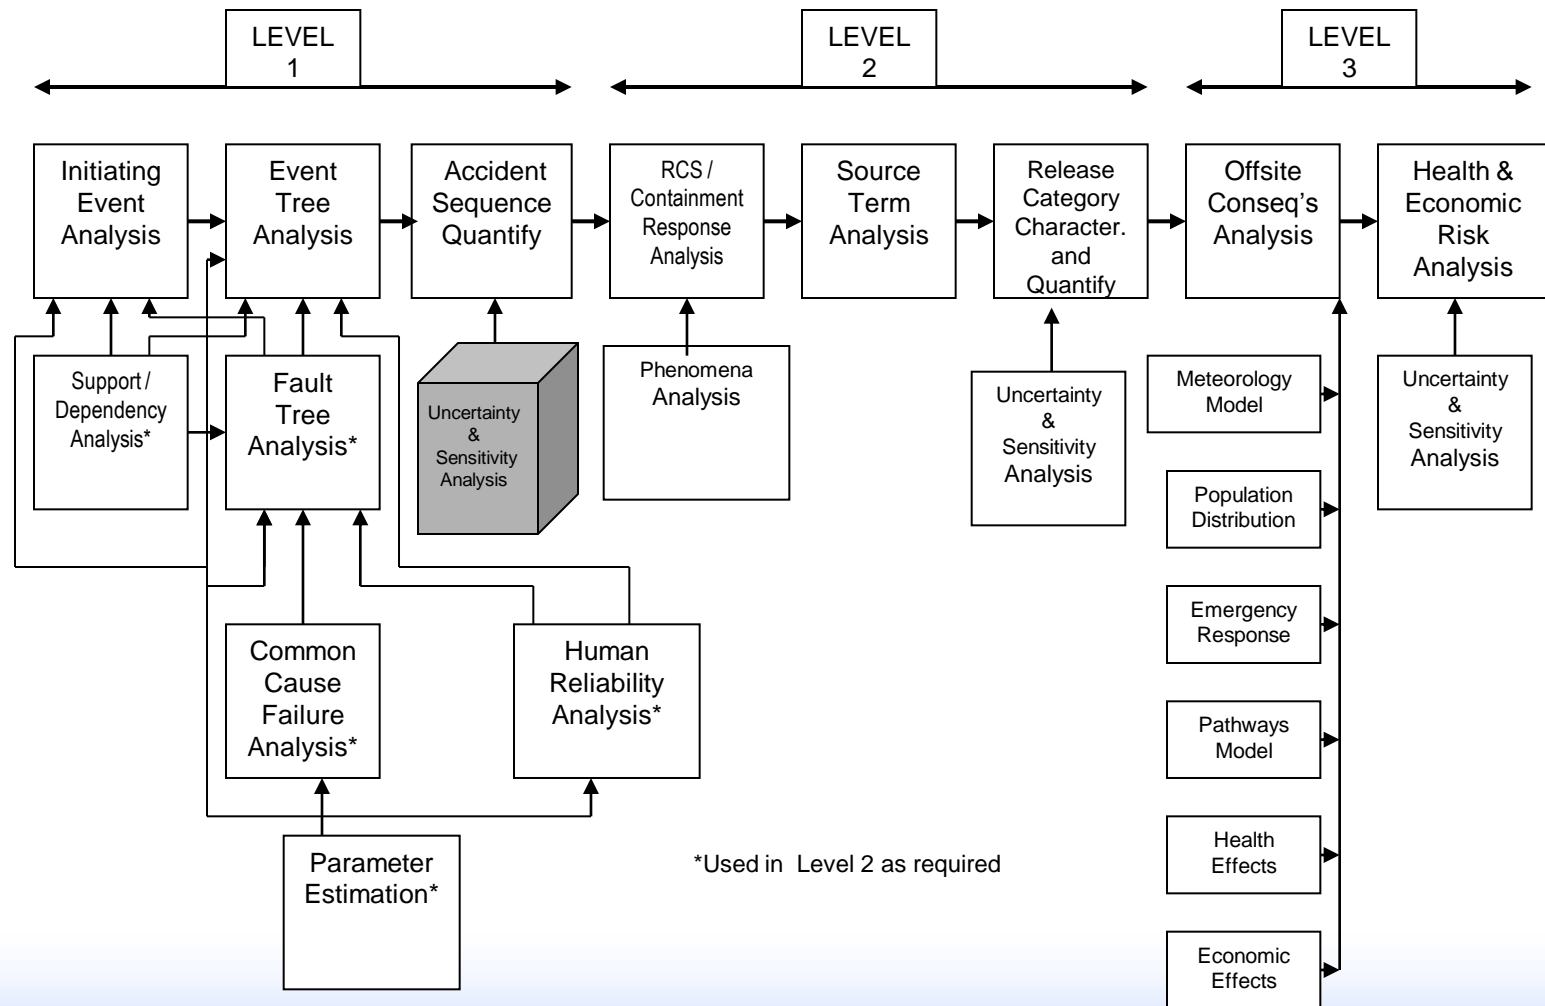 LEVEL
1
LEVEL
2
LEVEL
3
Initiating
Event
Analysis
Event
Tree
Analysis
Accident
Sequence
Quantify
RCS /
Containment
Response
Analysis
Source
Term
Analysis
Release
Category
Character.
and
Quantify
Offsite
Conseq’s
Analysis
Health &
Economic
Risk
Analysis
Support /
Dependency
Analysis*
Fault
Tree
Analysis*
Uncertainty
&
Sensitivity
Analysis
Phenomena
Analysis
Uncertainty
&
Sensitivity
Analysis
Meteorology
Model
Uncertainty
&
Sensitivity
Analysis
Population
Distribution
Emergency
Response
Common
Cause
Failure
Analysis*
Human
Reliability
Analysis*
Pathways
Model
Parameter
Estimation*
*Used in Level 2 as required
Health
Effects
Economic
Effects